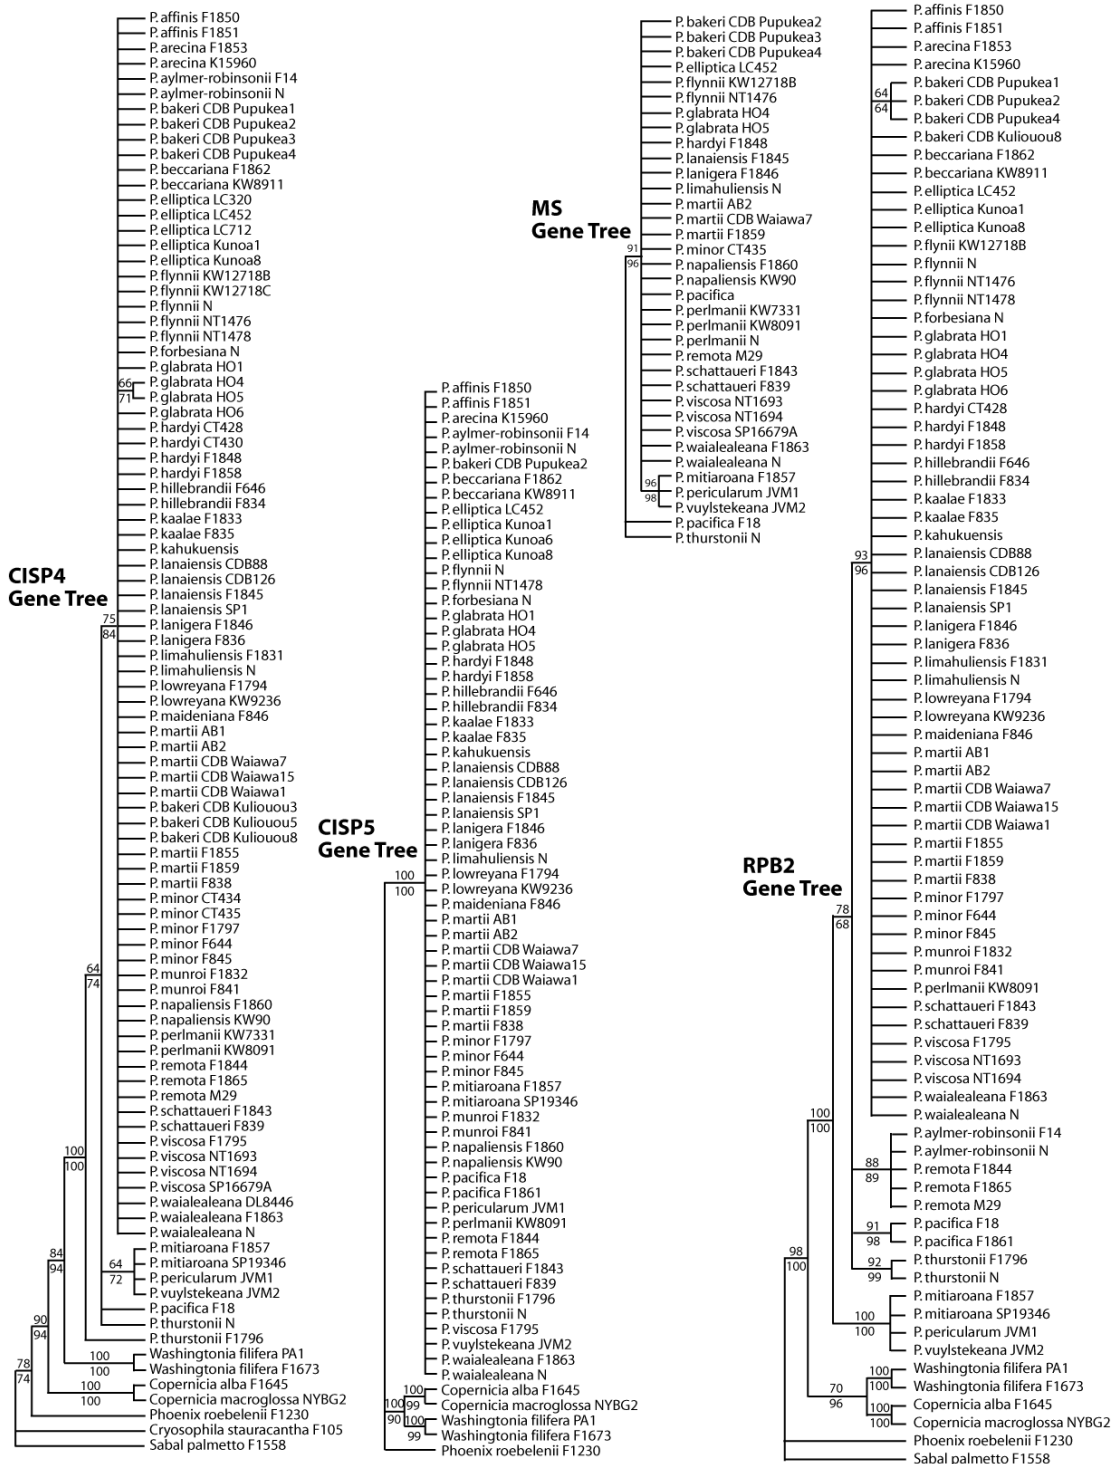 CISP4
Gene Tree
P. affinis F1850
P. affinis F1851
P. arecina F1853
P. arecina K15960
P. aylmer-robinsonii F14
P. aylmer-robinsonii N
P. bakeri CDB Pupukea1
P. bakeri CDB Pupukea2
P. bakeri CDB Pupukea3
P. bakeri CDB Pupukea4
P. beccariana F1862
P. beccariana KW8911
P. elliptica LC320
P. elliptica LC452
P. elliptica LC712
P. elliptica Kunoa1
P. elliptica Kunoa8
P. flynnii KW12718B
P. flynnii KW12718C
P. flynnii N
P. flynnii NT1476
P. flynnii NT1478
P. forbesiana N
P. glabrata HO1
66
71
P. glabrata HO4
P. glabrata HO5
P. glabrata HO6
P. hardyi CT428
P. hardyi CT430
P. hardyi F1848
P. hardyi F1858
P. hillebrandii F646
P. hillebrandii F834
P. kaalae F1833
P. kaalae F835
P. kahukuensis
P. lanaiensis CDB88
P. lanaiensis CDB126
P. lanaiensis F1845
P. lanaiensis SP1
75
84
P. lanigera F1846
P. lanigera F836
P. limahuliensis F1831
P. limahuliensis N
P. lowreyana F1794
P. lowreyana KW9236
P. maideniana F846
P. martii AB1
P. martii AB2
P. martii CDB Waiawa7
P. martii CDB Waiawa15
P. martii CDB Waiawa1
P. bakeri CDB Kuliouou3
P. bakeri CDB Kuliouou5
P. bakeri CDB Kuliouou8
P. martii F1855
P. martii F1859
P. martii F838
P. minor CT434
P. minor CT435
P. minor F1797
P. minor F644
P. minor F845
64
74
P. munroi F1832
P. munroi F841
P. napaliensis F1860
P. napaliensis KW90
P. perlmanii KW7331
P. perlmanii KW8091
P. remota F1844
P. remota F1865
P. remota M29
P. schattaueri F1843
P. schattaueri F839
P. viscosa F1795
100
100
P. viscosa NT1693
P. viscosa NT1694
P. viscosa SP16679A
P. waialealeana DL8446
P. waialealeana F1863
P. waialealeana N
84
94
64
72
P. mitiaroana F1857
P. mitiaroana SP19346
P. pericularum JVM1
P. vuylstekeana JVM2
P. pacifica F18
90
94
P. thurstonii N
P. thurstonii F1796
100
100
Washingtonia filifera PA1
Washingtonia filifera F1673
78
74
100
100
Copernicia alba F1645
Copernicia macroglossa NYBG2
Phoenix roebelenii F1230
Cryosophila stauracantha F105
Sabal palmetto F1558
CISP5
Gene Tree
P. affinis F1850
P. affinis F1851
P. arecina K15960
P. aylmer-robinsonii F14
P. aylmer-robinsonii N
P. bakeri CDB Pupukea2
P. beccariana F1862
P. beccariana KW8911
P. elliptica LC452
P. elliptica Kunoa1
P. elliptica Kunoa6
P. elliptica Kunoa8
P. flynnii N
P. flynnii NT1478
P. forbesiana N
P. glabrata HO1
P. glabrata HO4
P. glabrata HO5
P. hardyi F1848
P. hardyi F1858
P. hillebrandii F646
P. hillebrandii F834
P. kaalae F1833
P. kaalae F835
P. kahukuensis
P. lanaiensis CDB88
P. lanaiensis CDB126
P. lanaiensis F1845
P. lanaiensis SP1
P. lanigera F1846
P. lanigera F836
P. limahuliensis N
100
100
P. lowreyana F1794
P. lowreyana KW9236
P. maideniana F846
P. martii AB1
P. martii AB2
P. martii CDB Waiawa7
P. martii CDB Waiawa15
P. martii CDB Waiawa1
P. martii F1855
P. martii F1859
P. martii F838
P. minor F1797
P. minor F644
P. minor F845
P. mitiaroana F1857
P. mitiaroana SP19346
P. munroi F1832
P. munroi F841
P. napaliensis F1860
P. napaliensis KW90
P. pacifica F18
P. pacifica F1861
P. pericularum JVM1
P. perlmanii KW8091
P. remota F1844
P. remota F1865
P. schattaueri F1843
P. schattaueri F839
P. thurstonii F1796
P. thurstonii N
P. viscosa F1795
P. vuylstekeana JVM2
P. waialealeana F1863
P. waialealeana N
100
90
100
99
Copernicia alba F1645
Copernicia macroglossa NYBG2
100
99
Washingtonia filifera PA1
Washingtonia filifera F1673
Phoenix roebelenii F1230
MS
Gene Tree
P. bakeri CDB Pupukea2
P. bakeri CDB Pupukea3
P. bakeri CDB Pupukea4
P. elliptica LC452
P. flynnii KW12718B
P. flynnii NT1476
P. glabrata HO4
P. glabrata HO5
P. hardyi F1848
P. lanaiensis F1845
P. lanigera F1846
P. limahuliensis N
P. martii AB2
P. martii CDB Waiawa7
P. martii F1859
91
96
P. minor CT435
P. napaliensis F1860
P. napaliensis KW90
P. pacifica
P. perlmanii KW7331
P. perlmanii KW8091
P. perlmanii N
P. remota M29
P. schattaueri F1843
P. schattaueri F839
P. viscosa NT1693
P. viscosa NT1694
P. viscosa SP16679A
P. waialealeana F1863
P. waialealeana N
96
98
P. mitiaroana F1857
P. pericularum JVM1
P. vuylstekeana JVM2
P. pacifica F18
P. thurstonii N
RPB2
Gene Tree
P. affinis F1850
P. affinis F1851
P. arecina F1853
P. arecina K15960
64
64
P. bakeri CDB Pupukea1
P. bakeri CDB Pupukea2
P. bakeri CDB Pupukea4
P. bakeri CDB Kuliouou8
P. beccariana F1862
P. beccariana KW8911
P. elliptica LC452
P. elliptica Kunoa1
P. elliptica Kunoa8
P. flynii KW12718B
P. flynnii N
P. flynnii NT1476
P. flynnii NT1478
P. forbesiana N
P. glabrata HO1
P. glabrata HO4
P. glabrata HO5
P. glabrata HO6
P. hardyi CT428
P. hardyi F1848
P. hardyi F1858
P. hillebrandii F646
P. hillebrandii F834
P. kaalae F1833
P. kaalae F835
P. kahukuensis
93
96
P. lanaiensis CDB88
P. lanaiensis CDB126
P. lanaiensis F1845
P. lanaiensis SP1
P. lanigera F1846
P. lanigera F836
P. limahuliensis F1831
P. limahuliensis N
P. lowreyana F1794
P. lowreyana KW9236
P. maideniana F846
P. martii AB1
P. martii AB2
P. martii CDB Waiawa7
P. martii CDB Waiawa15
P. martii CDB Waiawa1
P. martii F1855
P. martii F1859
P. martii F838
P. minor F1797
78
68
P. minor F644
P. minor F845
P. munroi F1832
P. munroi F841
P. perlmanii KW8091
P. schattaueri F1843
P. schattaueri F839
P. viscosa F1795
P. viscosa NT1693
P. viscosa NT1694
P. waialealeana F1863
P. waialealeana N
100
100
P. aylmer-robinsonii F14
P. aylmer-robinsonii N
88
89
P. remota F1844
P. remota F1865
P. remota M29
91
98
P. pacifica F18
P. pacifica F1861
98
100
92
99
P. thurstonii F1796
P. thurstonii N
100
100
P. mitiaroana F1857
P. mitiaroana SP19346
P. pericularum JVM1
P. vuylstekeana JVM2
70
96
100
100
Washingtonia filifera PA1
Washingtonia filifera F1673
100
100
Copernicia alba F1645
Copernicia macroglossa NYBG2
Phoenix roebelenii F1230
Sabal palmetto F1558